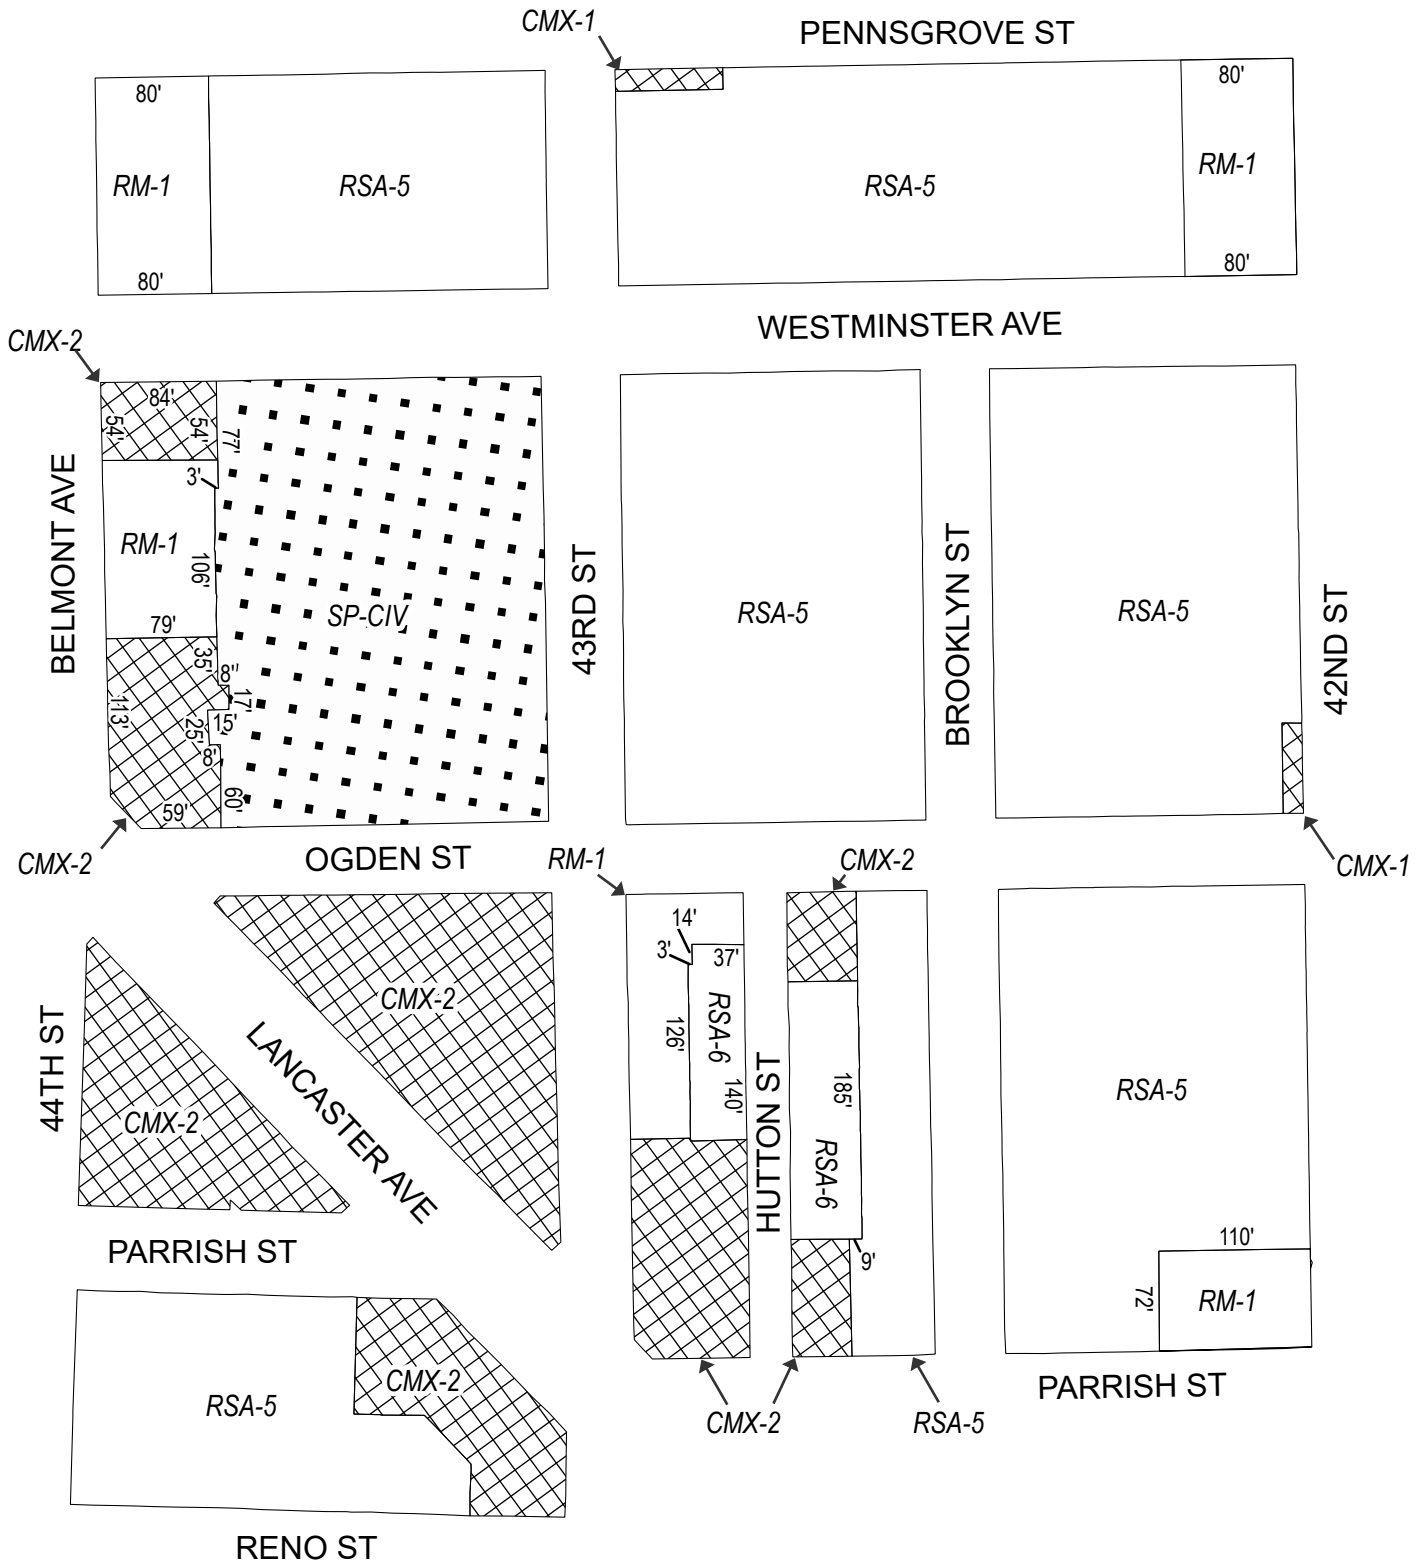 CMX-1
PENNSGROVE ST
80'
RM-1
80'
RSA-5
RSA-5
80'
RM-1
80'
WESTMINSTER AVE
CMX-2
84'
54'
54'
77'
3'
BELMONT AVE
RM-1
106'
79'
SP-CIV
35'
8'
17'
15'
25'
8'
113'
59'
60'
CMX-2
43RD ST
RSA-5
BROOKLYN ST
RSA-5
42ND ST
CMX-1
OGDEN ST
RM-1
CMX-2
14'
3'
37'
RSA-6
126'
140'
HUTTON ST
185'
RSA-6
9'
RSA-5
110'
72'
RM-1
44TH ST
CMX-2
CMX-2
LANCASTER AVE
PARRISH ST
CMX-2
RSA-5
PARRISH ST
CMX-2
RSA-5
RENO ST